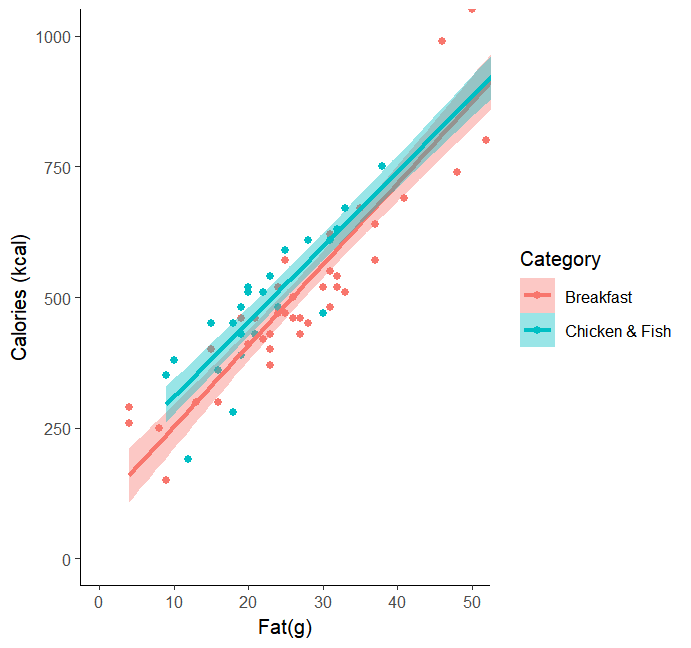 1000
750
500
250
0
0 10 20 30 40 50
Fat(g)
Calories (kcal)
Category
Breakfast
Chicken & Fish